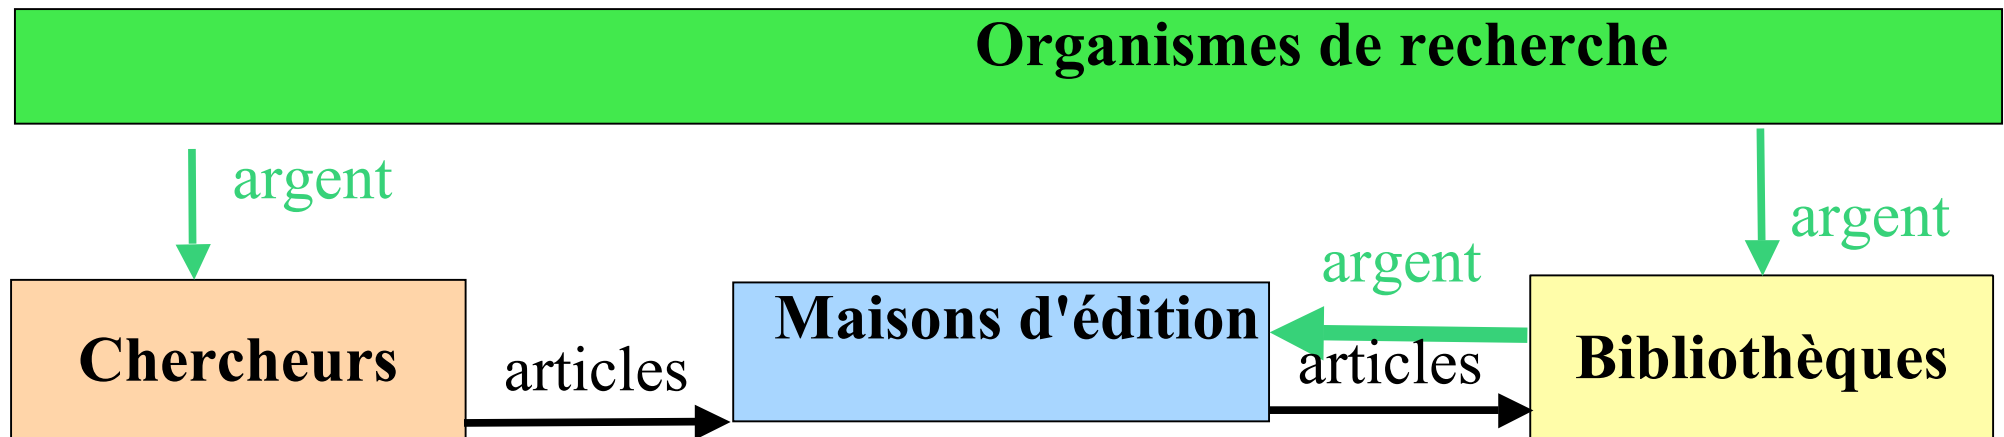 Organismes de recherche
argent
argent
argent
Maisons d'édition
Chercheurs
articles
articles
Bibliothèques